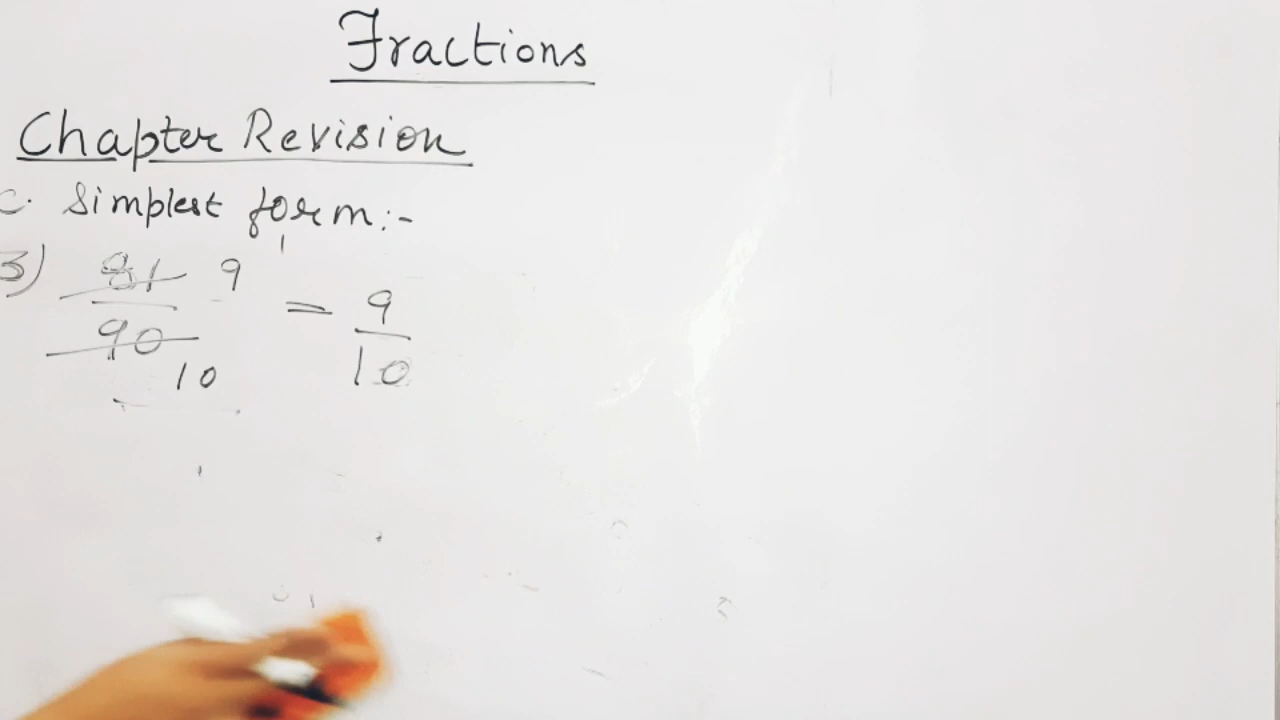 Fractions
Chapter Revision
C. Simplest form:-
3) 81/90 9 10 = 9/10